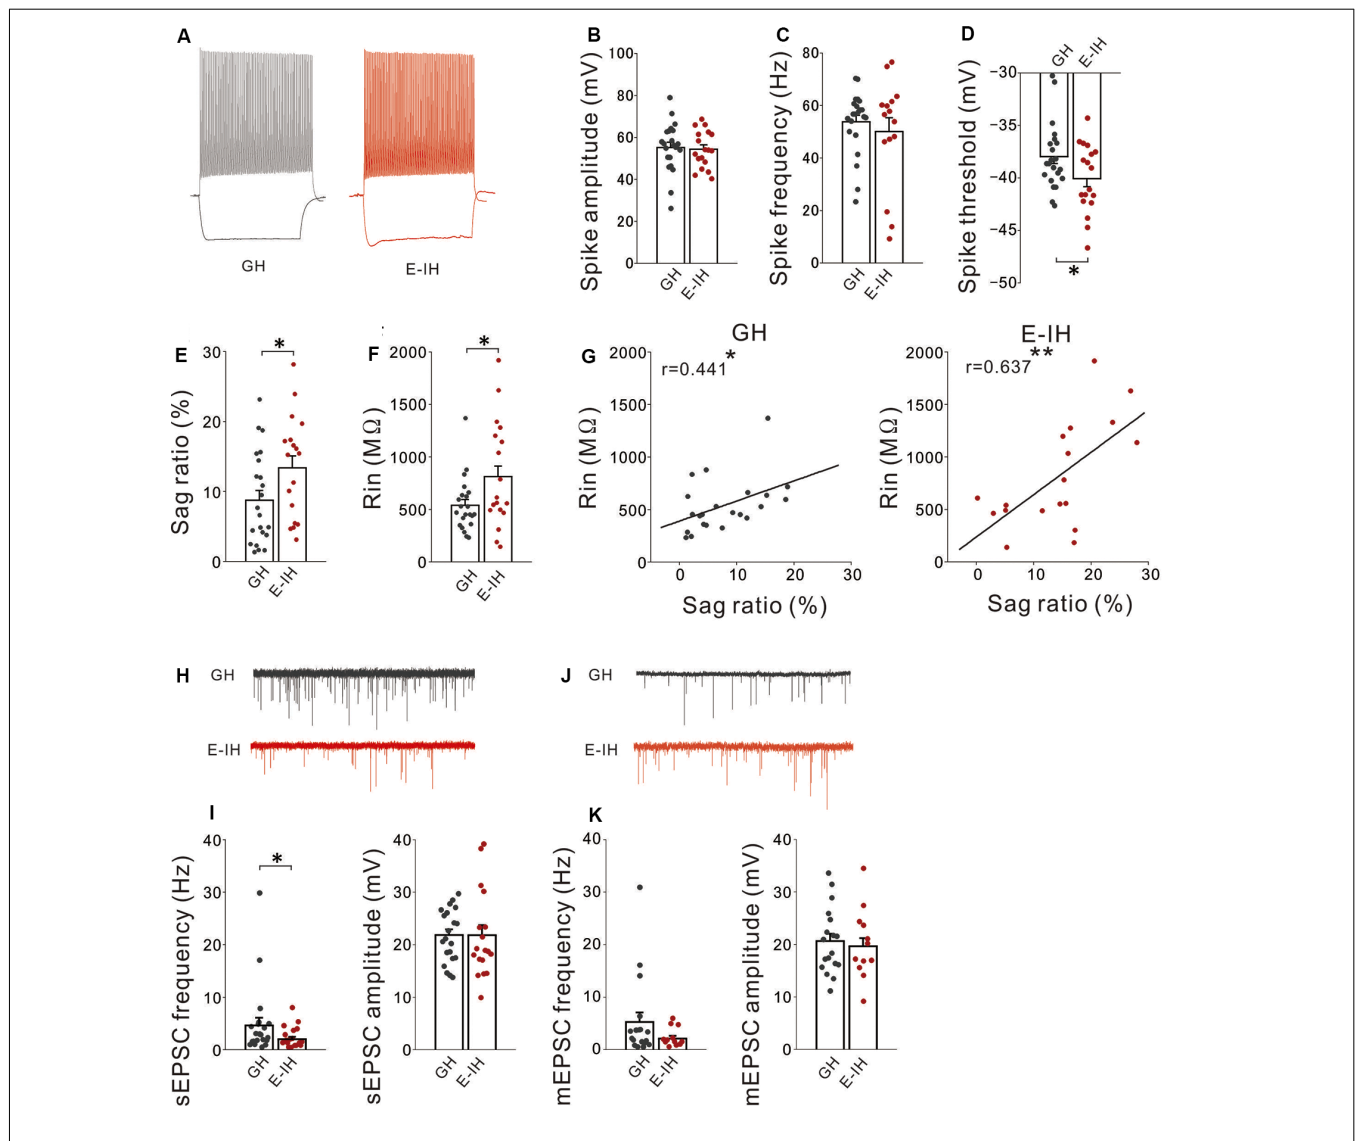 A
GH
E-IH
B
Spike amplitude (mV)
100
80
60
40
20
0
GH
E-IH
C
Spike frequency (Hz)
80
60
40
20
0
GH
E-IH
D
Spike threshold (mV)
GH
E-IH
−30
−35
−40
−45
−50
*
E
Sag ratio (%)
30
20
10
0
*
GH
E-IH
F
Rin (MΩ)
2000
1500
1000
500
0
*
GH
E-IH
G
GH
r=0.441*
Rin (MΩ)
2000
1500
1000
500
0
0 10 20 30
Sag ratio (%)
E-IH
r=0.637**
Rin (MΩ)
2000
1500
1000
500
0
0 10 20 30
Sag ratio (%)
H
GH
E-IH
J
GH
E-IH
I
sEPSC frequency (Hz)
40
30
20
10
0
*
GH
E-IH
sEPSC amplitude (mV)
40
30
20
10
0
GH
E-IH
K
mEPSC frequency (Hz)
40
30
20
10
0
GH
E-IH
mEPSC amplitude (mV)
40
30
20
10
0
GH
E-IH